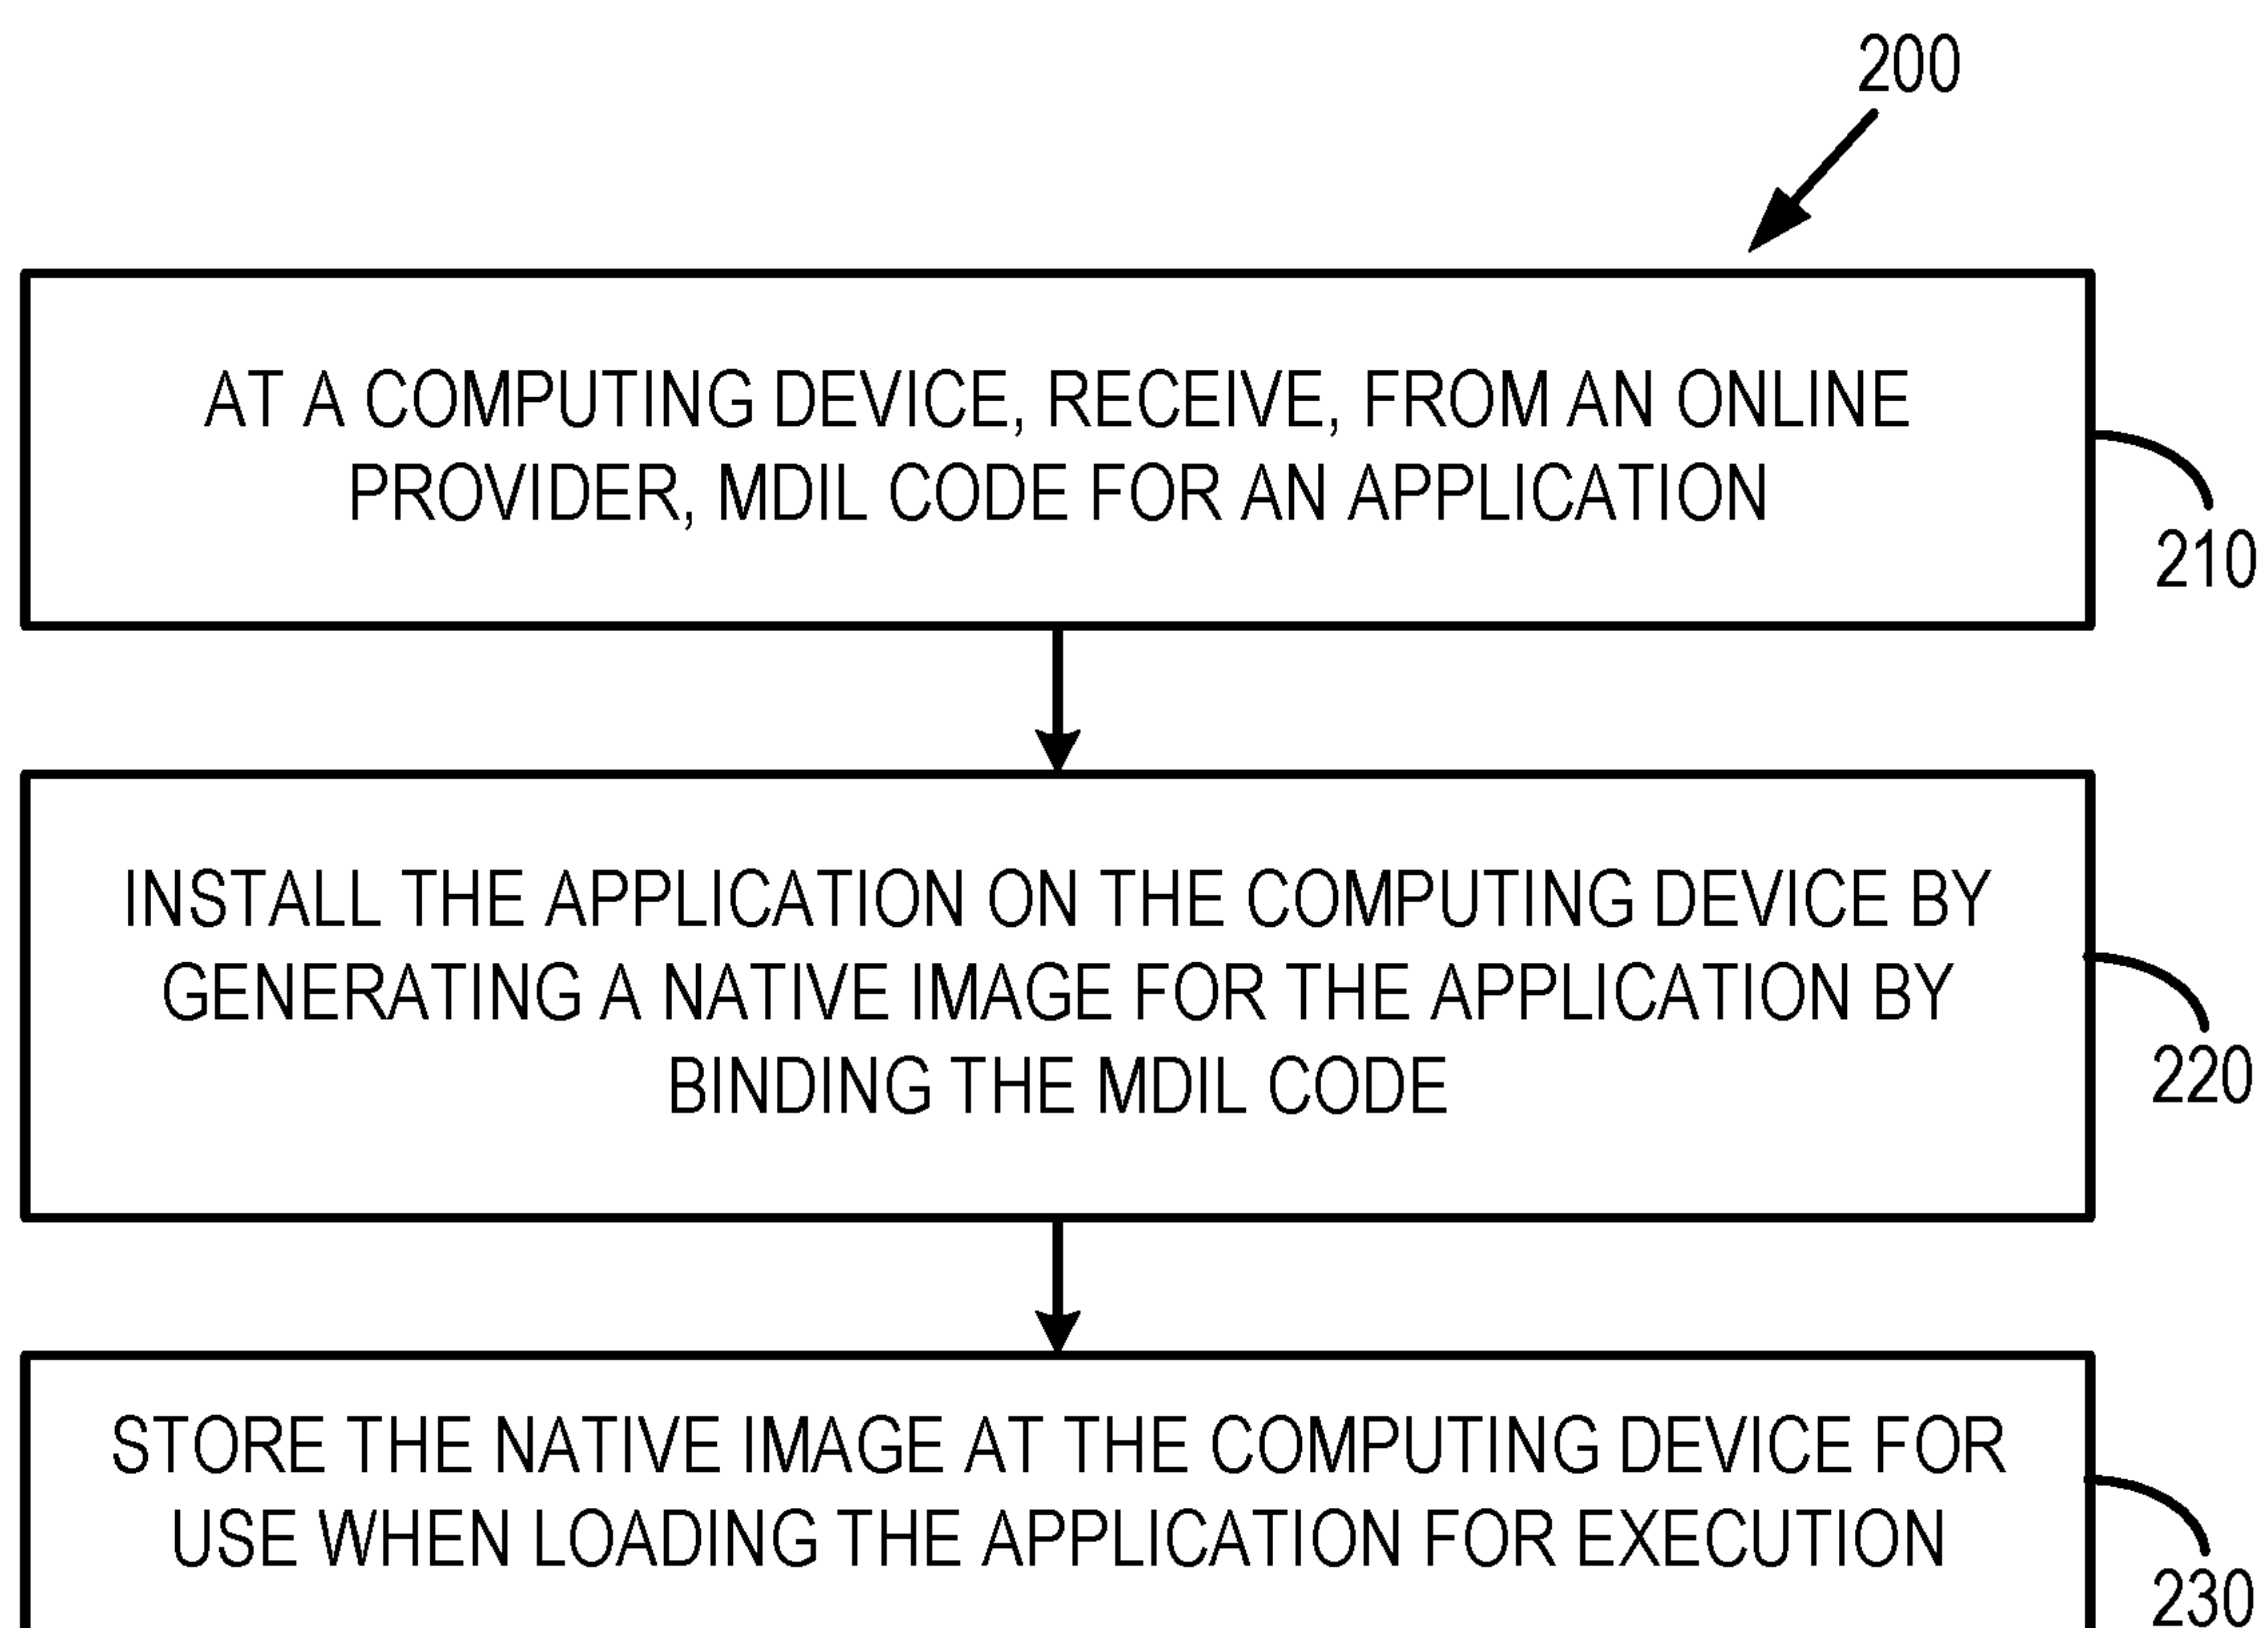 200
AT A COMPUTING DEVICE, RECEIVE, FROM AN ONLINE
PROVIDER, MDIL CODE FOR AN APPLICATION
210
INSTALL THE APPLICATION ON THE COMPUTING DEVICE BY
GENERATING A NATIVE IMAGE FOR THE APPLICATION BY
BINDING THE MDIL CODE
220
STORE THE NATIVE IMAGE AT THE COMPUTING DEVICE FOR
USE WHEN LOADING THE APPLICATION FOR EXECUTION
230